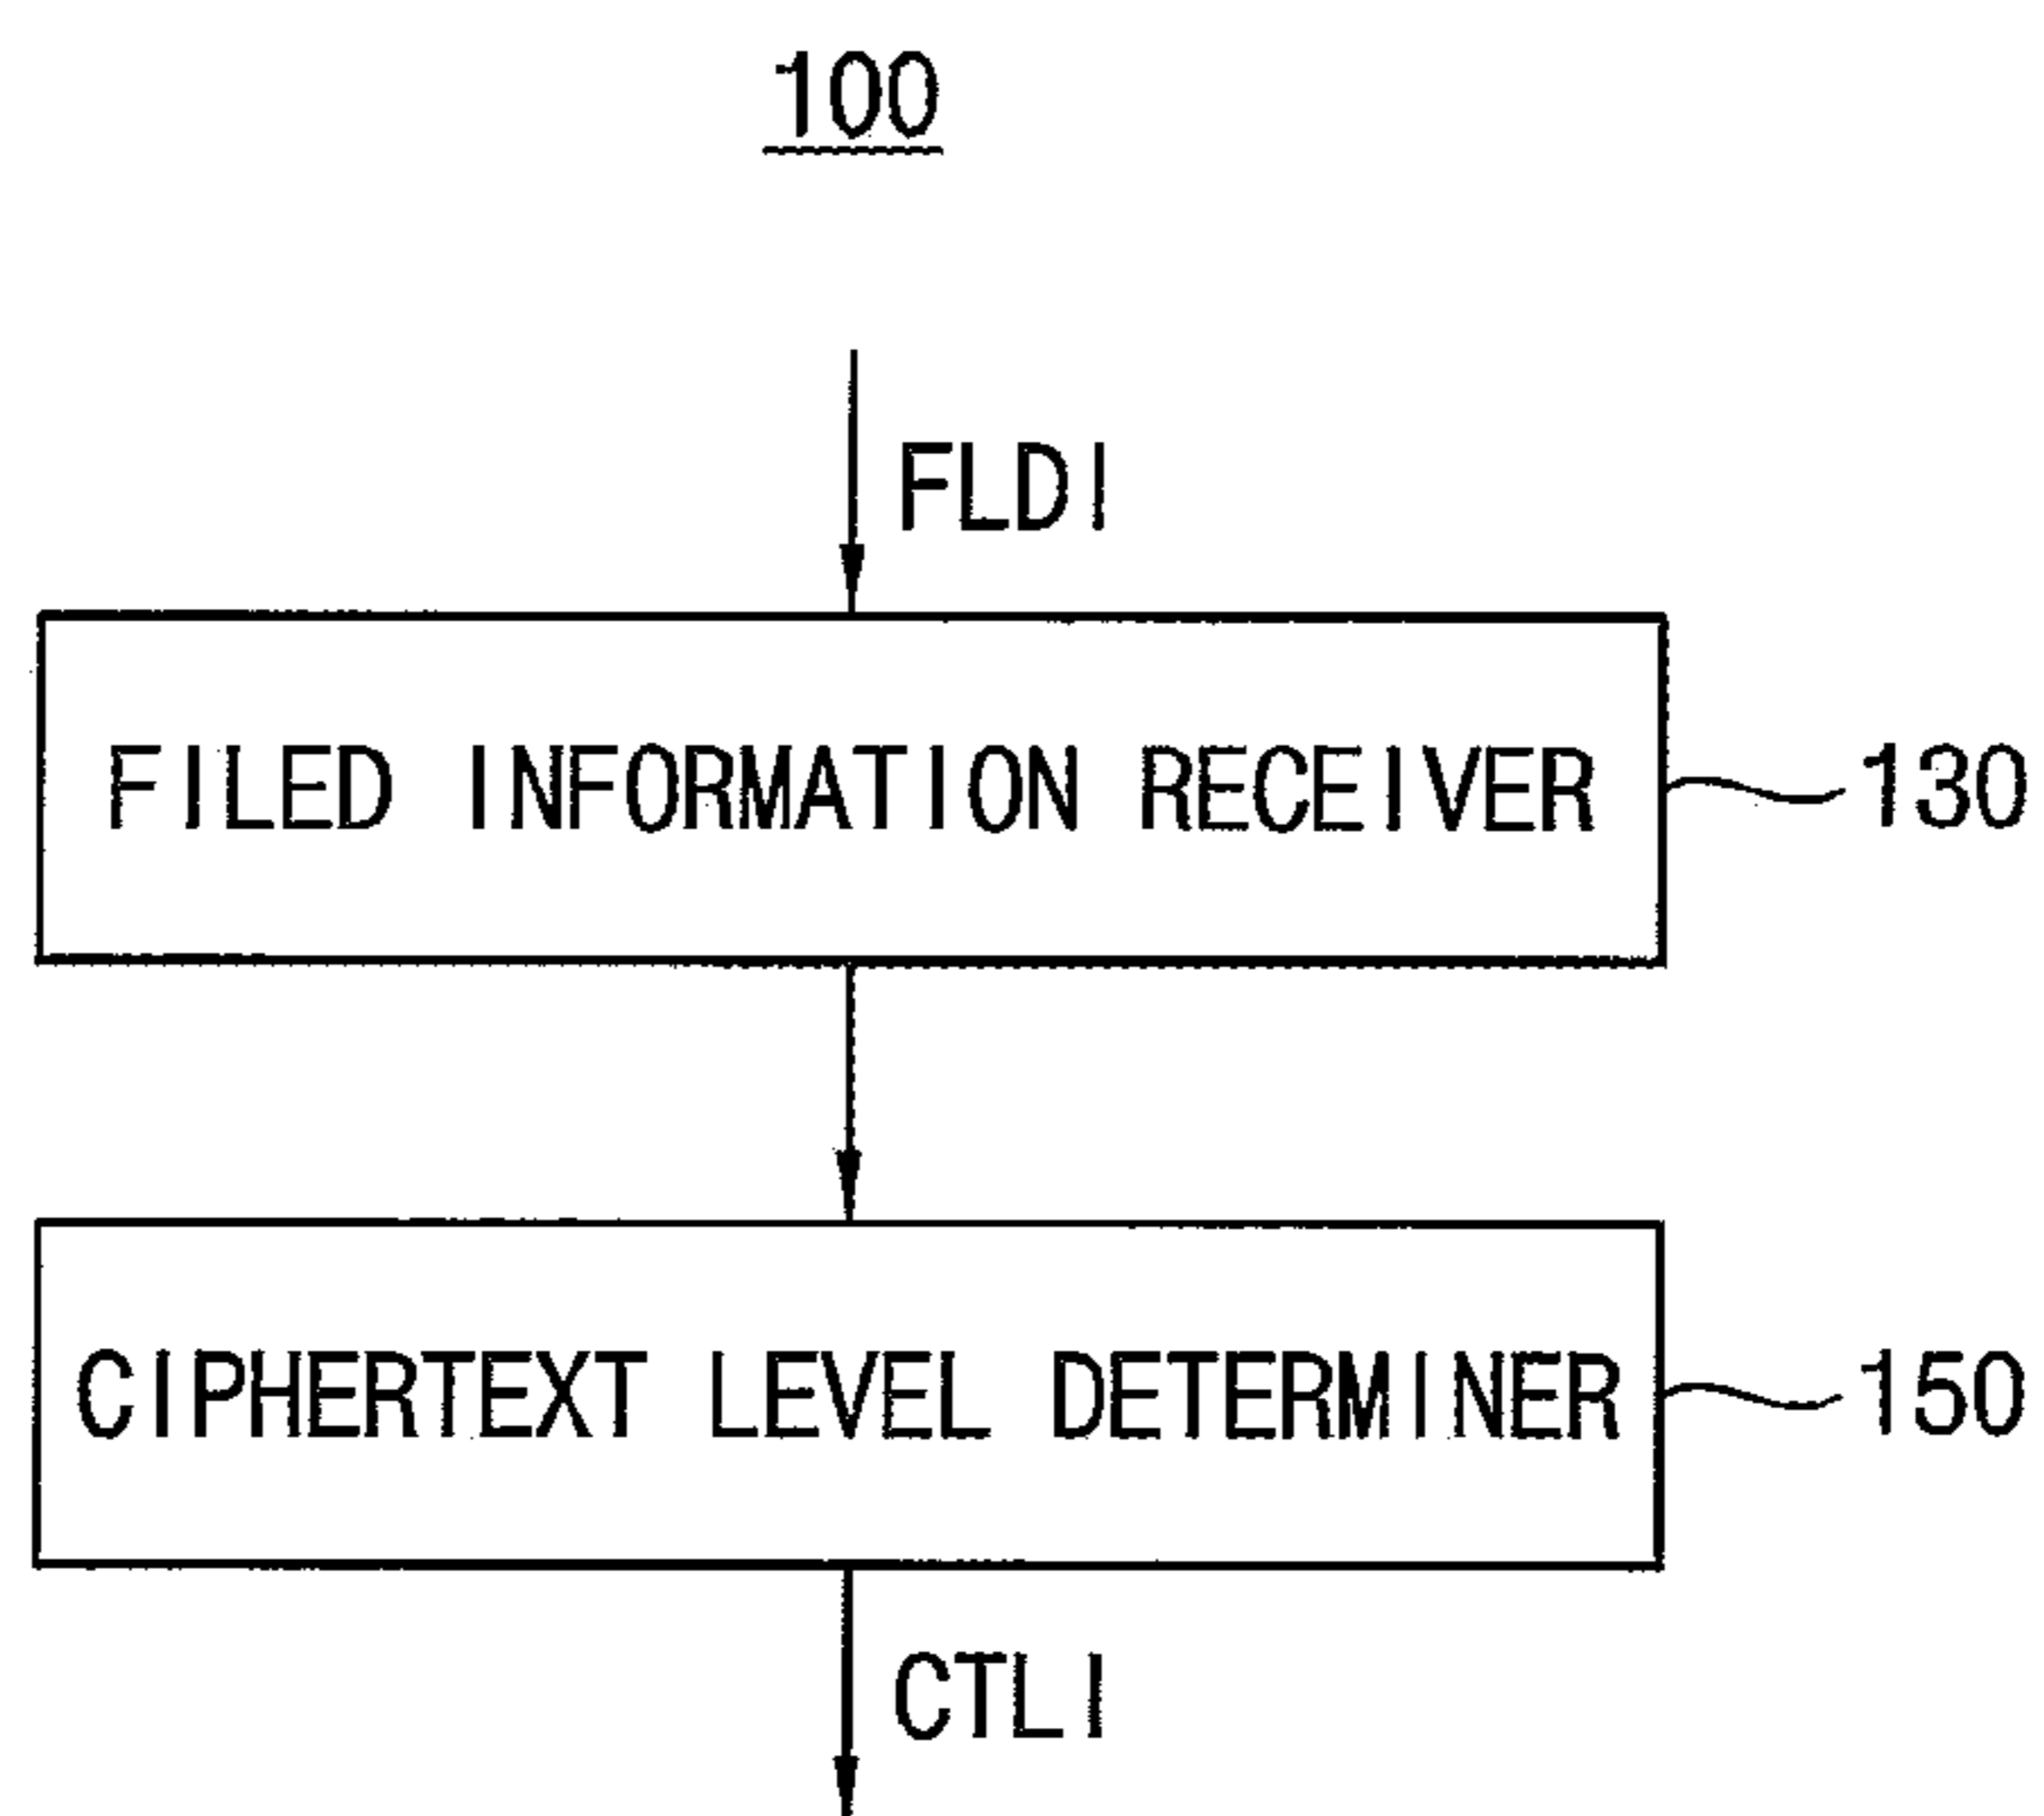 100
FLDI
FILED INFORMATION RECEIVER
130
CIPHERTEXT LEVEL DETERMINER
150
CTLI